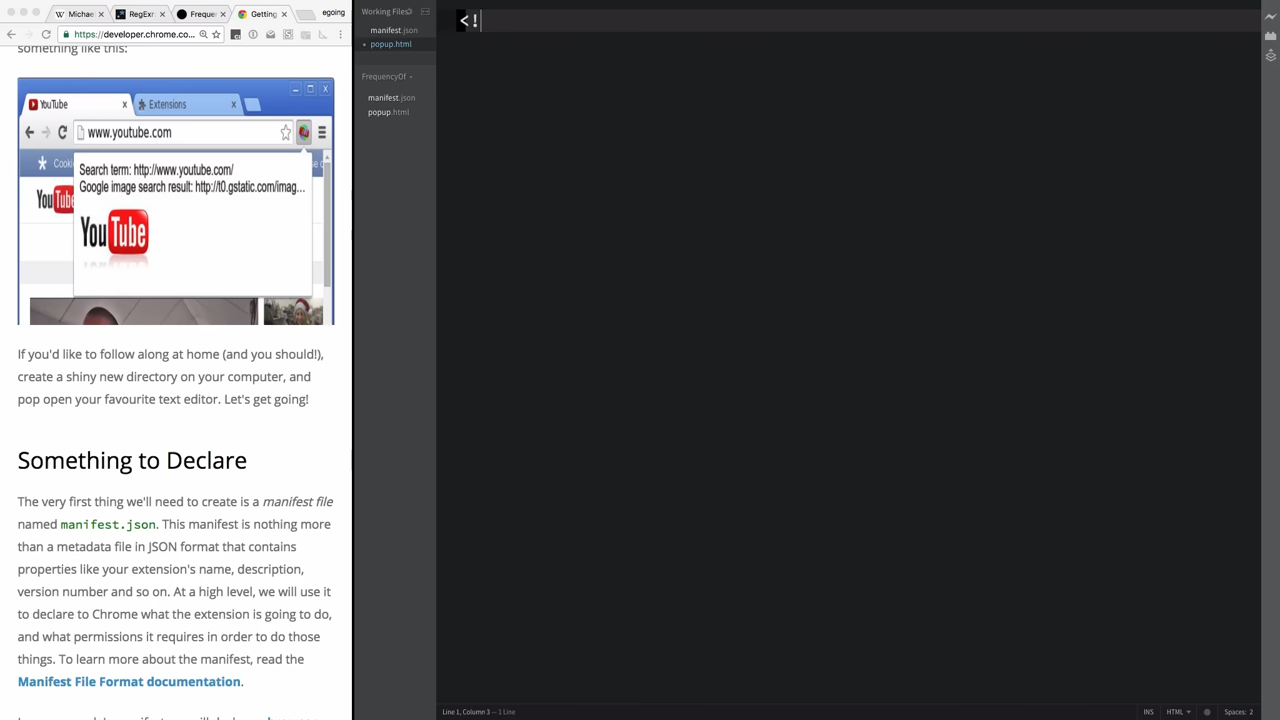 Michae
RegExr
Frequen
Getting
egoing
https://developer.chrome.co...
something like this:
YouTube
Extensions
www.youtube.com
Cooki
Search term: http://www.youtube.com/
Google image search result: http://t0.gstatic.com/imag...
You
YouTube
If you'd like to follow along at home (and you should!),
create a shiny new directory on your computer, and
pop open your favourite text editor. Let's get going!
Something to Declare
The very first thing we'll need to create is a manifest file
named manifest.json. This manifest is nothing more
than a metadata file in JSON format that contains
properties like your extension's name, description,
version number and so on. At a high level, we will use it
to declare to Chrome what the extension is going to do,
and what permissions it requires in order to do those
things. To learn more about the manifest, read the
Manifest File Format documentation.
Working Files
manifest.json
popup.html
FrequencyOf
manifest.json
popup.html
<!
Line 1, Column 3 — 1 Line
INS
HTML
Spaces: 2